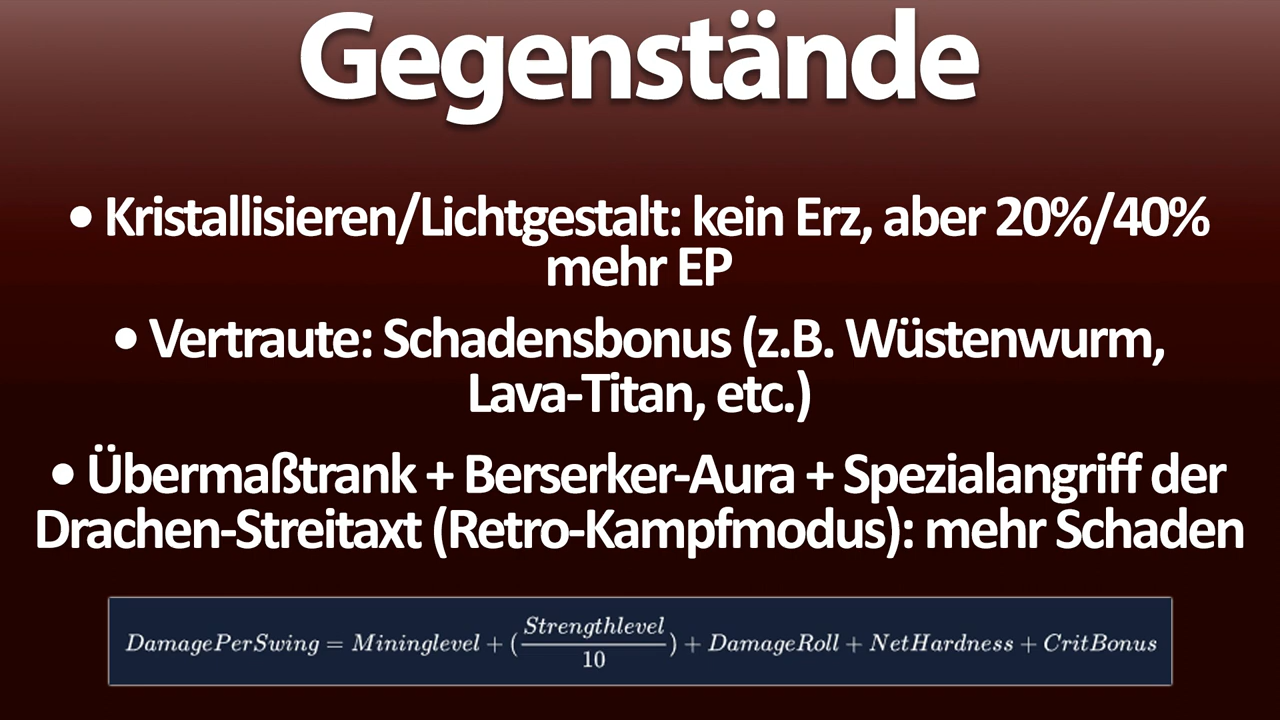 Gegenstände
• Kristallisieren/Lichtgestalt: kein Erz, aber 20%/40%
mehr EP
• Vertraute: Schadensbonus (z.B. Wüstenwurm,
Lava-Titan, etc.)
• Übermaßtrank + Berserker-Aura + Spezialangriff der
Drachen-Streitaxt (Retro-Kampfmodus): mehr Schaden
DamagePerSwing = Mininglevel + (Strengthlevel/10) + DamageRoll + NetHardness + CritBonus